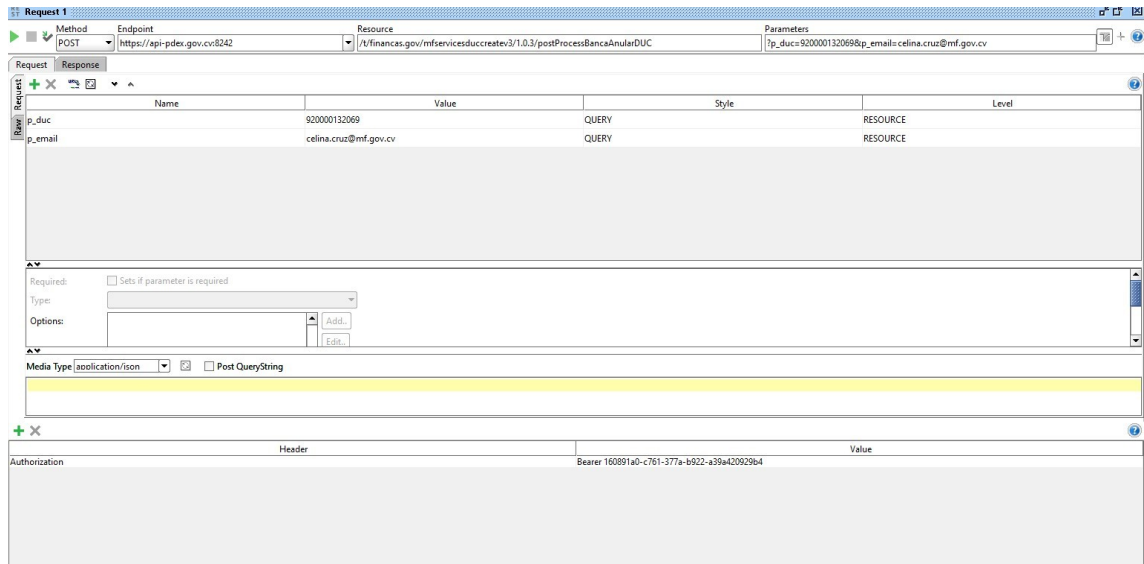 Request 1
Method Endpoint Resource Parameters
POST https://api-pdex.gov.cv:8242 /t/financas.gov/mfservicesduccreatev3/1.0.3/postProcessBancaAnularDUC ?p_duc=920000132069&p_email=celina.cruz@mf.gov.cv
Request Response
Request
Raw
Name Value Style Level
p_duc 920000132069 QUERY RESOURCE
p_email celina.cruz@mf.gov.cv QUERY RESOURCE
Required: Sets if parameter is required
Type:
Options: Add..
Edit..
Media Type application/json Post QueryString
Header Value
Authorization Bearer 160891a0-c761-377a-b922-a39a420929b4